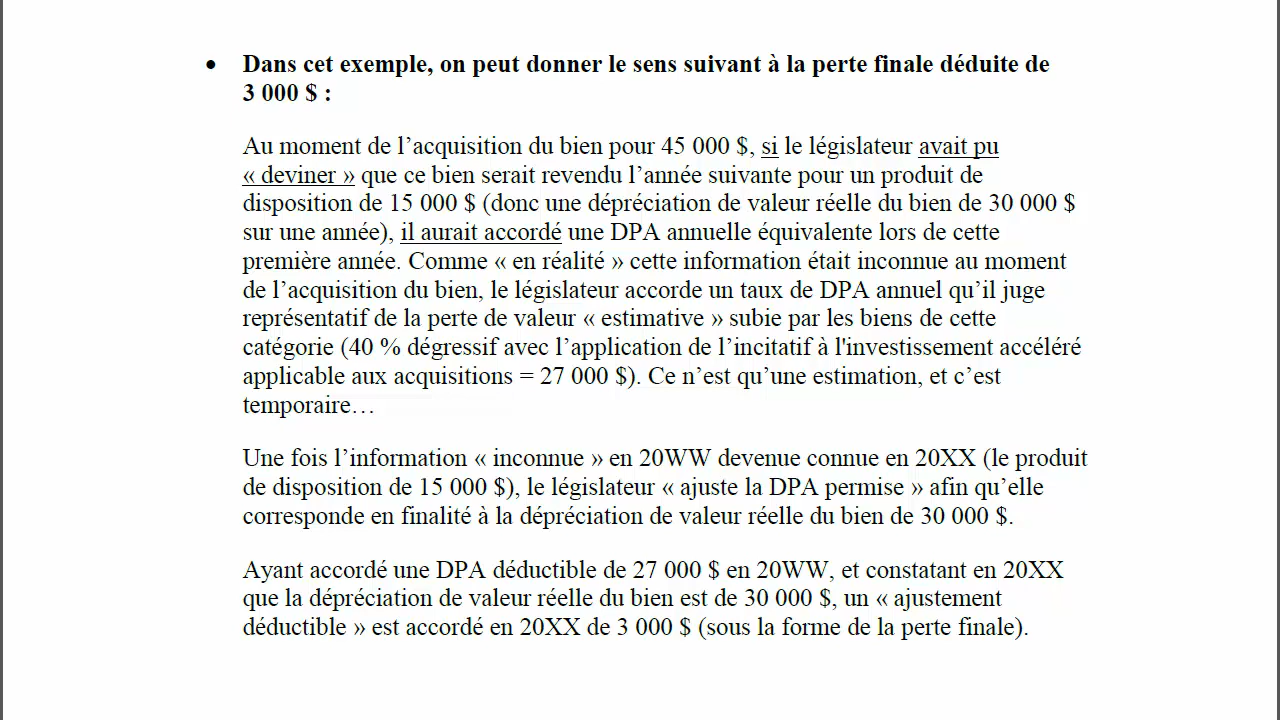 • Dans cet exemple, on peut donner le sens suivant à la perte finale déduite de
3 000 $ :
Au moment de l’acquisition du bien pour 45 000 $, si le législateur avait pu
« deviner » que ce bien serait revendu l’année suivante pour un produit de
disposition de 15 000 $ (donc une dépréciation de valeur réelle du bien de 30 000 $
sur une année), il aurait accordé une DPA annuelle équivalente lors de cette
première année. Comme « en réalité » cette information était inconnue au moment
de l’acquisition du bien, le législateur accorde un taux de DPA annuel qu’il juge
représentatif de la perte de valeur « estimative » subie par les biens de cette
catégorie (40 % dégressif avec l’application de l’incitatif à l'investissement accéléré
applicable aux acquisitions = 27 000 $). Ce n’est qu’une estimation, et c’est
temporaire…
Une fois l’information « inconnue » en 20WW devenue connue en 20XX (le produit
de disposition de 15 000 $), le législateur « ajuste la DPA permise » afin qu’elle
corresponde en finalité à la dépréciation de valeur réelle du bien de 30 000 $.
Ayant accordé une DPA déductible de 27 000 $ en 20WW, et constatant en 20XX
que la dépréciation de valeur réelle du bien est de 30 000 $, un « ajustement
déductible » est accordé en 20XX de 3 000 $ (sous la forme de la perte finale).